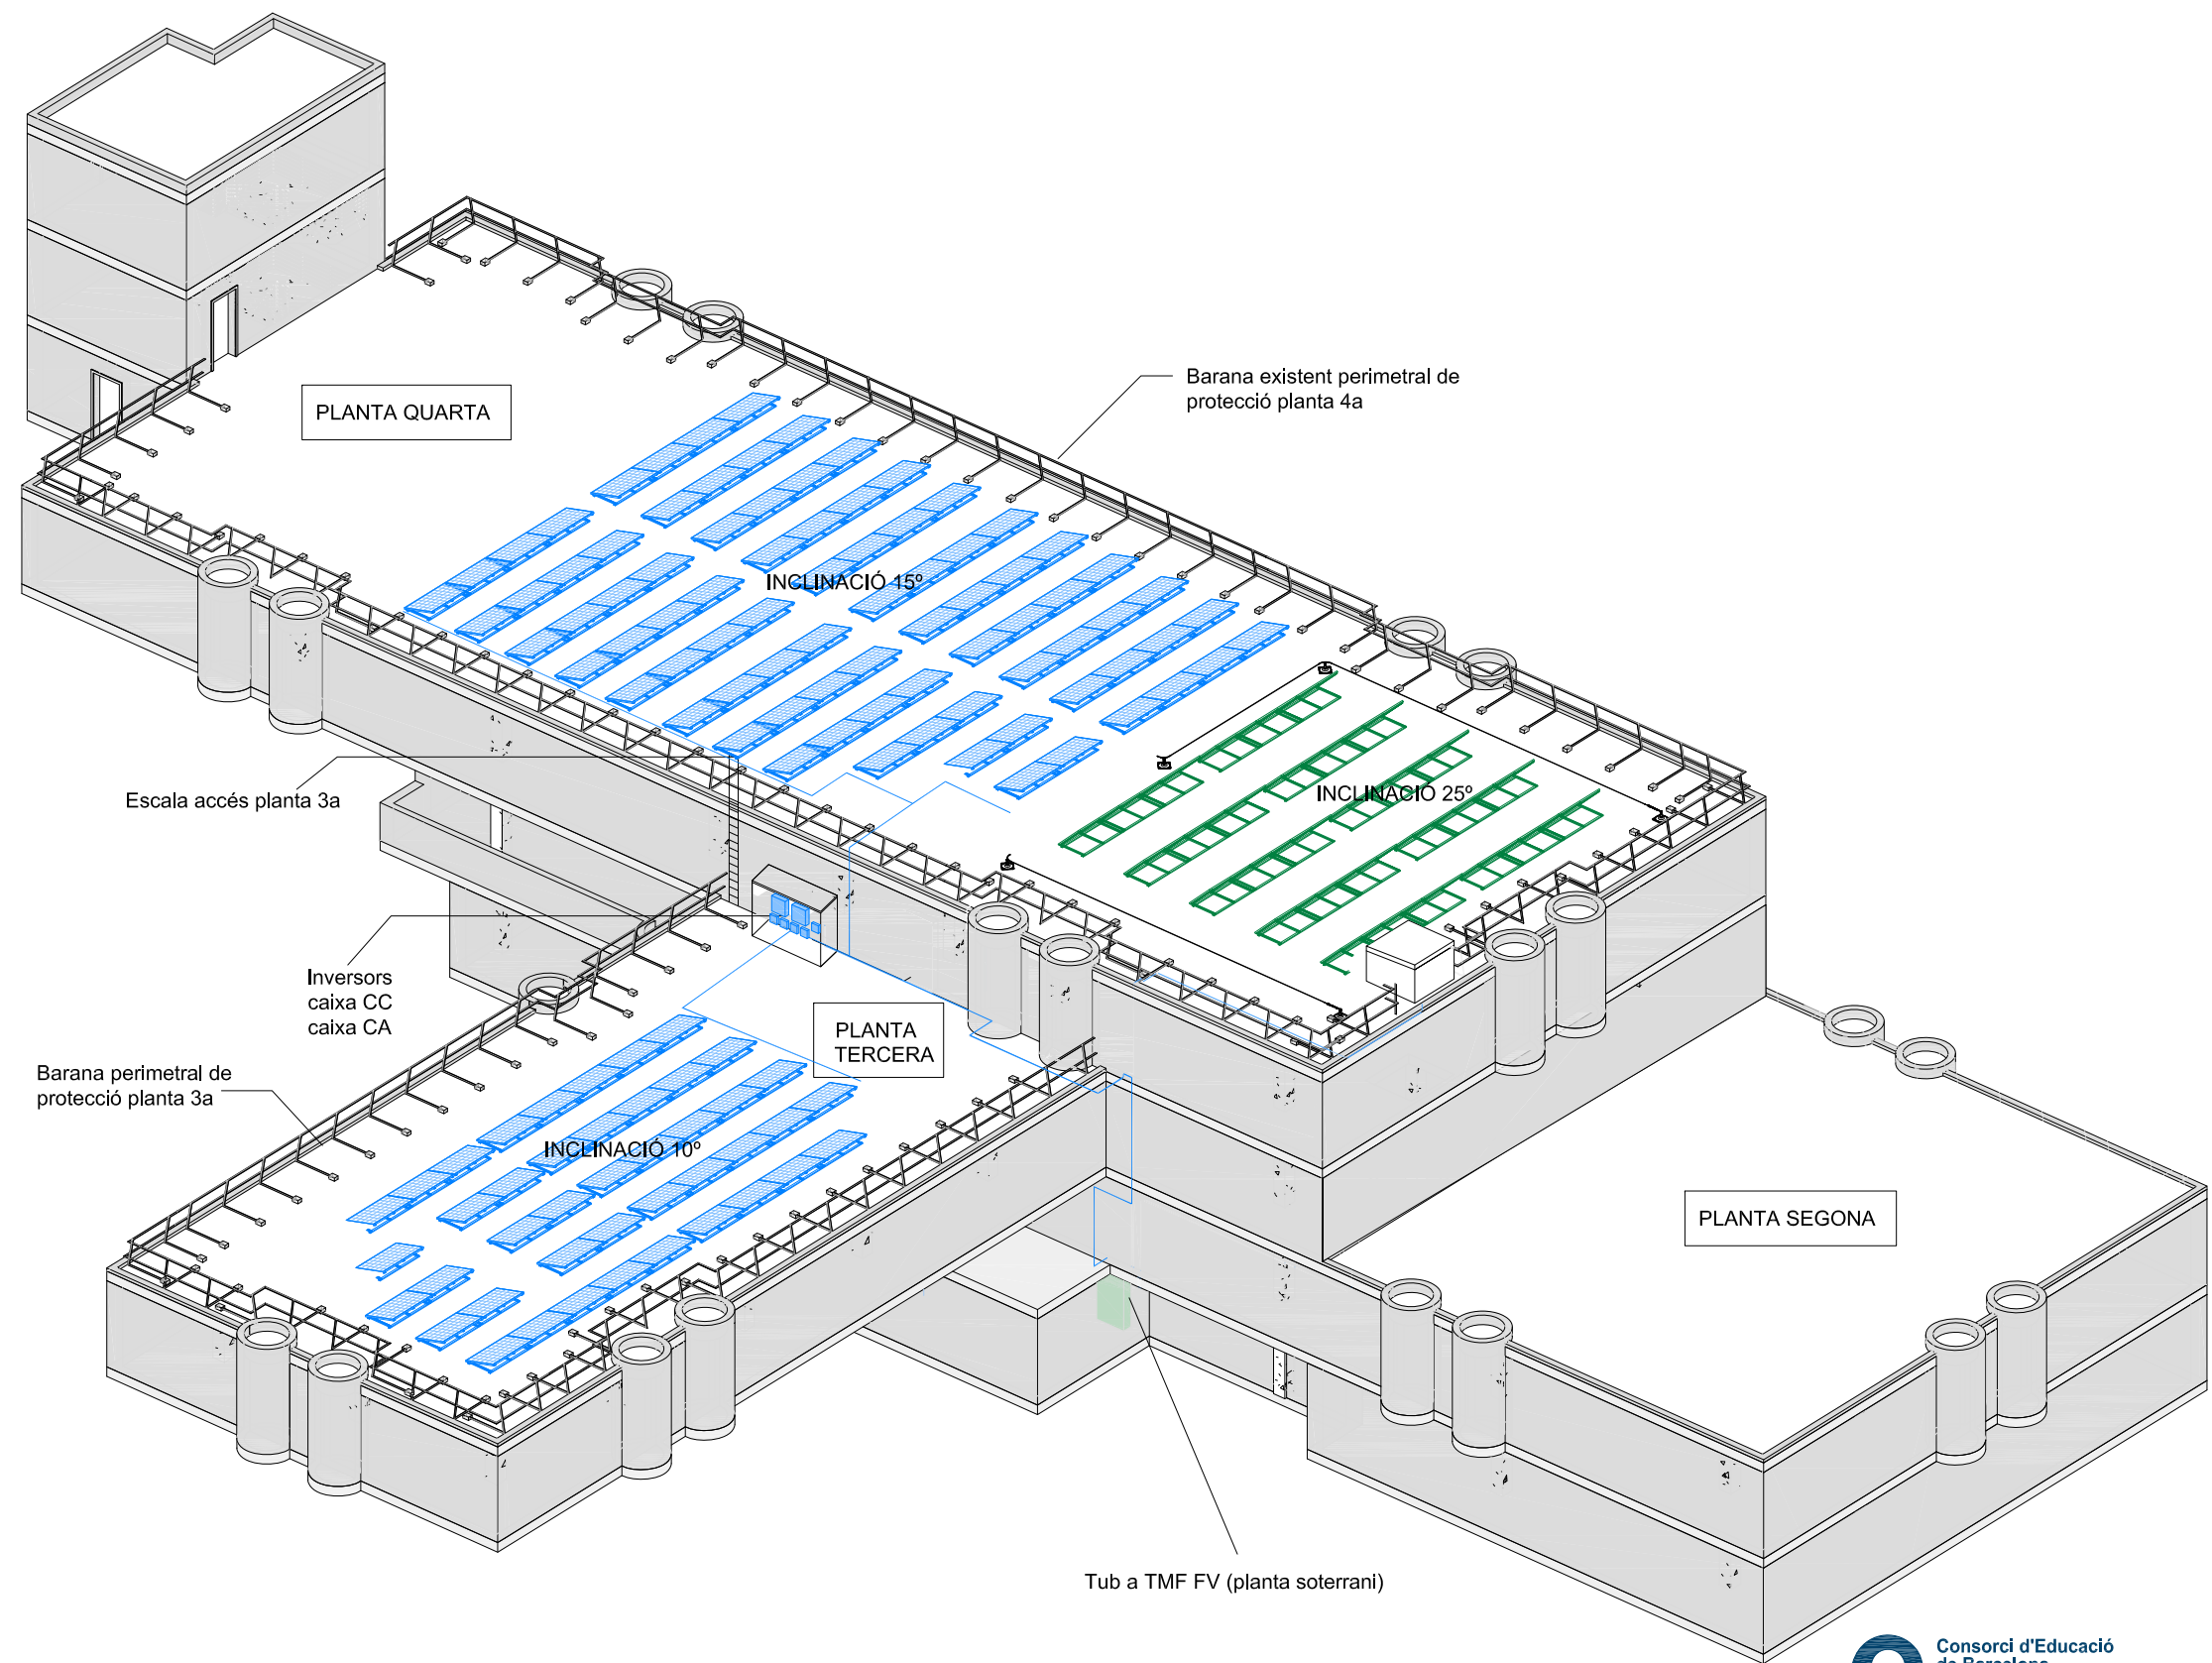 PLANTA QUARTA
Barana existent perimetral de
protecció planta 4a
INCLINACIÓ 15º
INCLINACIÓ 25º
Escala accés planta 3a
Inversors
caixa CC
caixa CA
PLANTA
TERCERA
Barana perimetral de
protecció planta 3a
INCLINACIÓ 10º
PLANTA SEGONA
Tub a TMF FV (planta soterrani)
Consorci d'Educació
de Barcelona